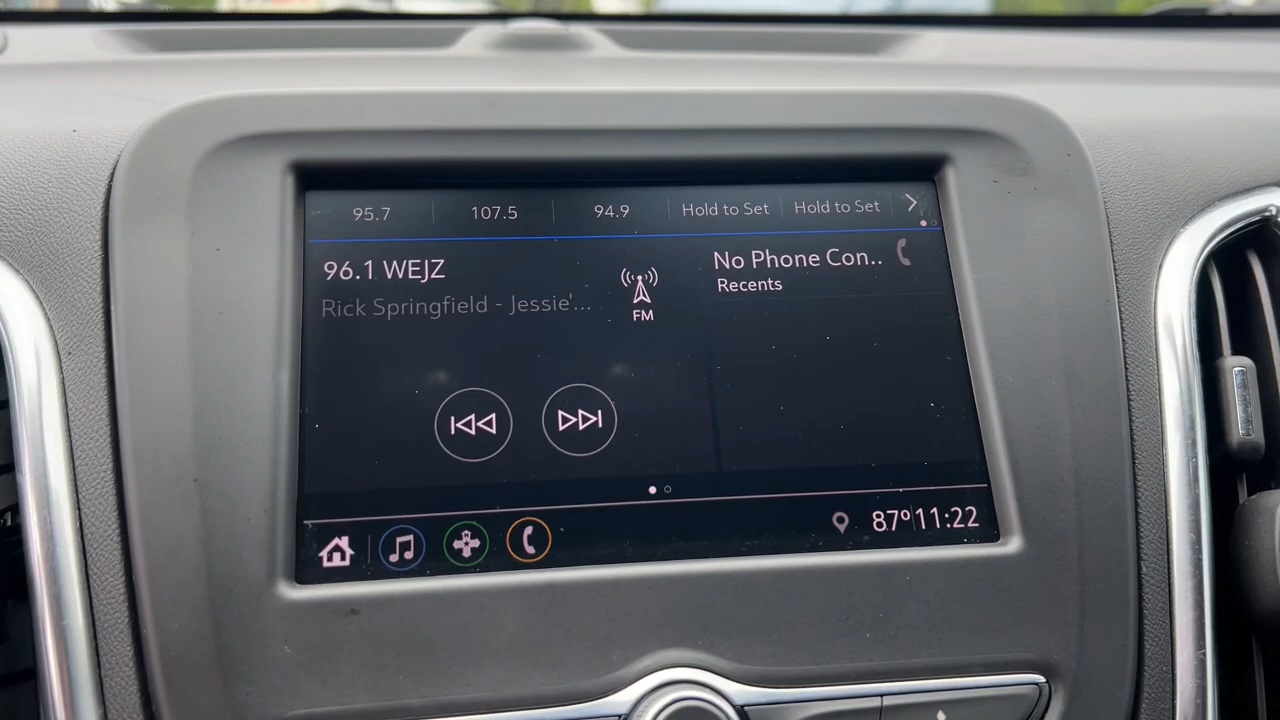 95.7 107.5 94.9 Hold to Set Hold to Set
96.1 WEJZ
Rick Springfield - Jessie'...
FM
No Phone Con..
Recents
87° 11:22